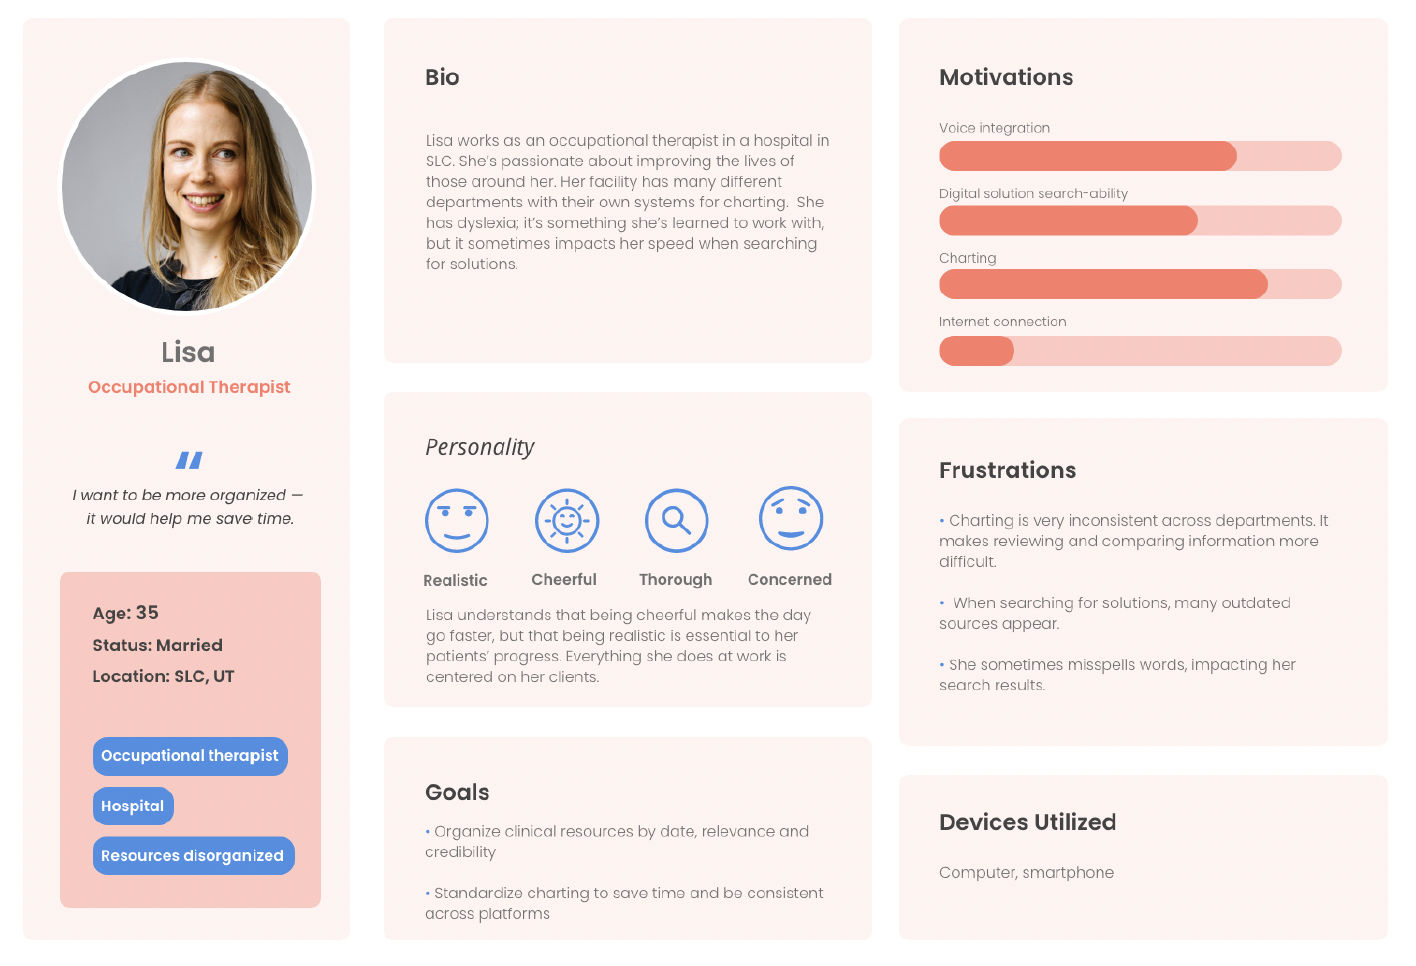 Lisa
Occupational Therapist
“
I want to be more organized —
it would help me save time.
Age: 35
Status: Married
Location: SLC, UT
Occupational therapist
Hospital
Resources disorganized
Bio
Lisa works as an occupational therapist in a hospital in
SLC. She's passionate about improving the lives of
those around her. Her facility has many different
departments with their own systems for charting.  She
has dyslexia; it's something she's learned to work with,
but it sometimes impacts her speed when searching
for solutions.
Personality
Realistic
Cheerful
Thorough
Concerned
Lisa understands that being cheerful makes the day
go faster, but that being realistic is essential to her
patients' progress. Everything she does at work is
centered on her clients.
Goals
• Organize clinical resources by date, relevance and
credibility
• Standardize charting to save time and be consistent
across platforms
Motivations
Voice integration
Digital solution search-ability
Charting
Internet connection
Frustrations
• Charting is very inconsistent across departments. It
makes reviewing and comparing information more
difficult.
•  When searching for solutions, many outdated
sources appear.
• She sometimes misspells words, impacting her
search results.
Devices Utilized
Computer, smartphone